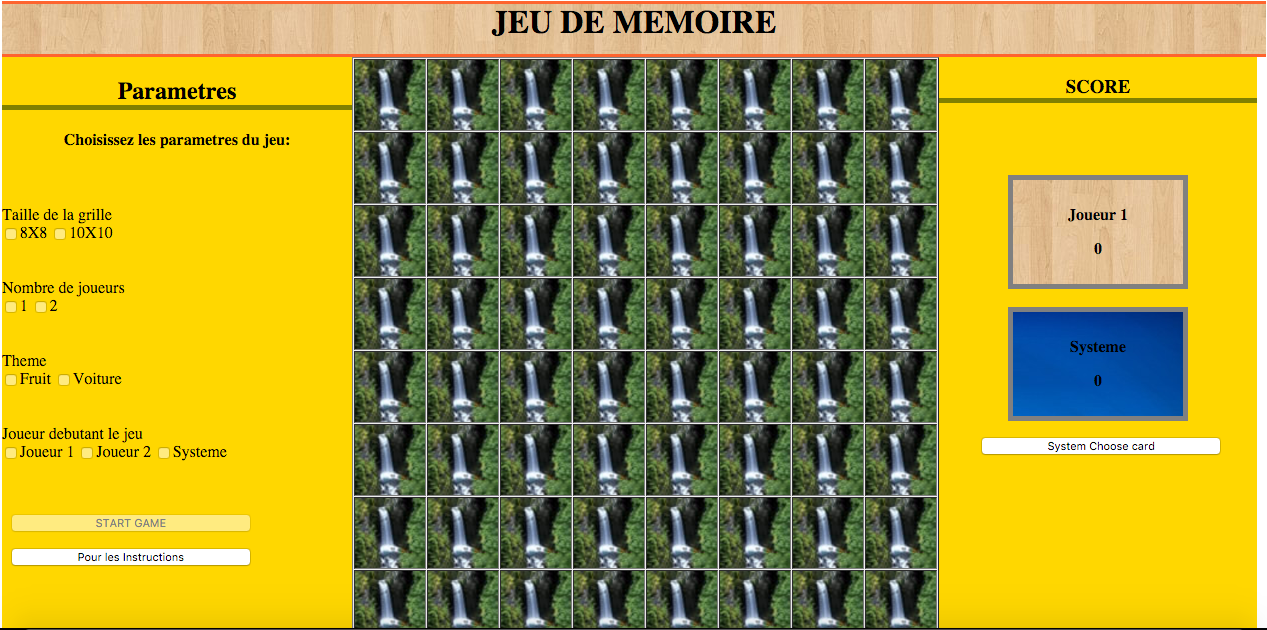 JEU DE MEMOIRE
Parametres
Choisissez les parametres du jeu:
Taille de la grille
8X8 10X10
Nombre de joueurs
1 2
Theme
Fruit Voiture
Joueur debutant le jeu
Joueur 1 Joueur 2 Systeme
START GAME
Pour les Instructions
SCORE
Joueur 1
0
Systeme
0
System Choose card